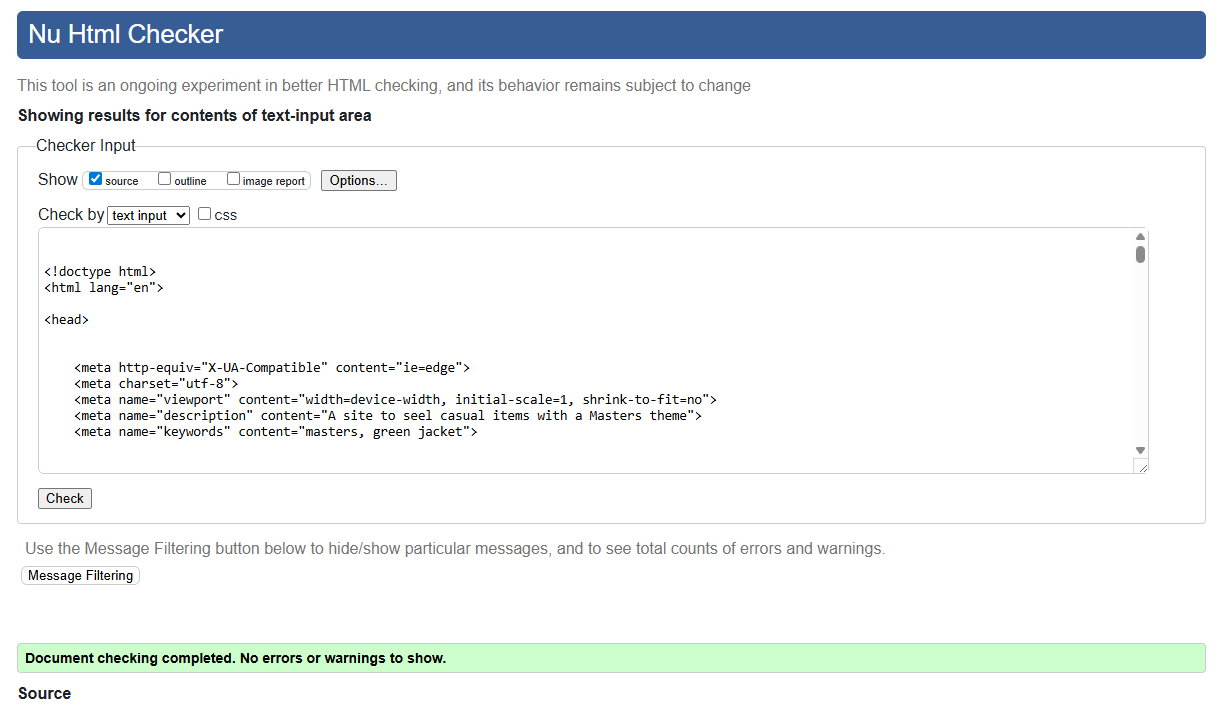 Nu Html Checker
This tool is an ongoing experiment in better HTML checking, and its behavior remains subject to change
Showing results for contents of text-input area
Checker Input
Show source outline image report Options...
Check by text input css
<!doctype html>
<html lang="en">
<head>
<meta http-equiv="X-UA-Compatible" content="ie=edge">
<meta charset="utf-8">
<meta name="viewport" content="width=device-width, initial-scale=1, shrink-to-fit=no">
<meta name="description" content="A site to seel casual items with a Masters theme">
<meta name="keywords" content="masters, green jacket">
Check
Use the Message Filtering button below to hide/show particular messages, and to see total counts of errors and warnings.
Message Filtering
Document checking completed. No errors or warnings to show.
Source